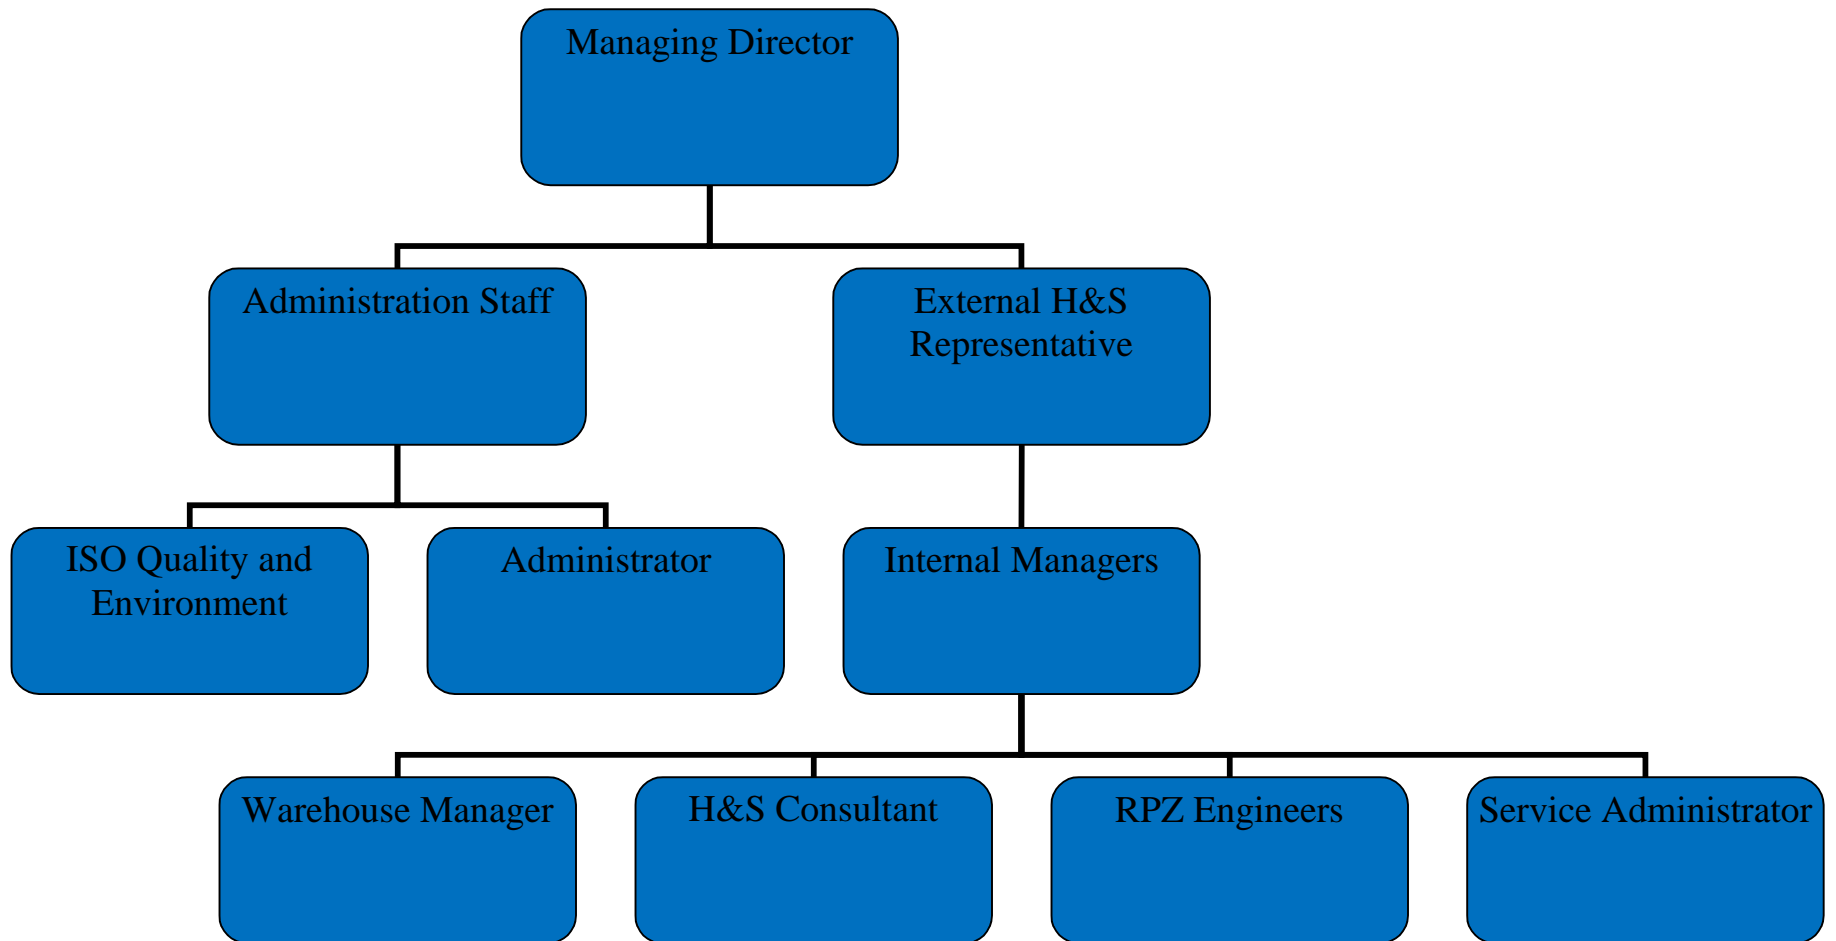 Managing Director
Administration Staff
External H&S
Representative
ISO Quality and
Environment
Administrator
Internal Managers
Warehouse Manager
H&S Consultant
RPZ Engineers
Service Administrator